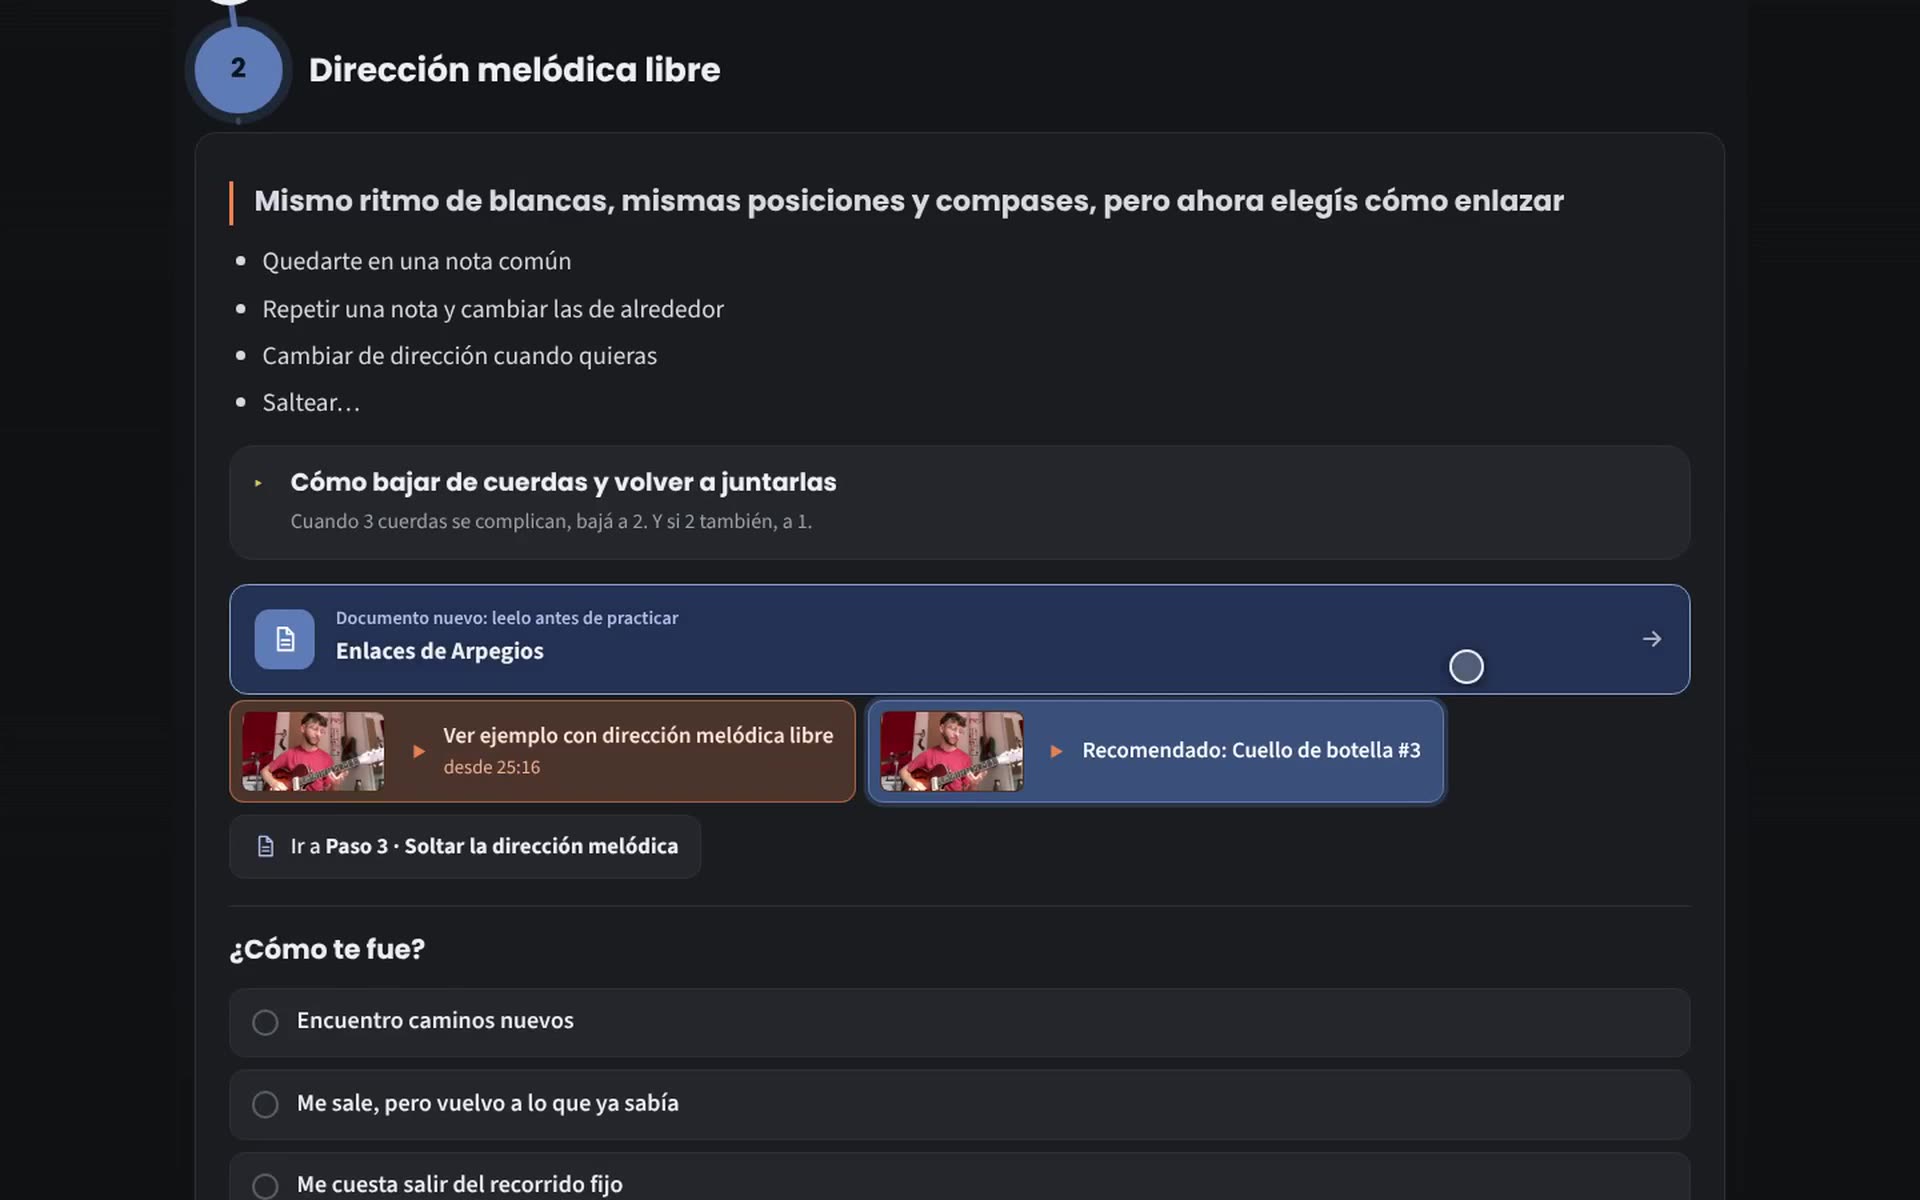 2
Dirección melódica libre
Mismo ritmo de blancas, mismas posiciones y compases, pero ahora elegís cómo enlazar
Quedarte en una nota común
Repetir una nota y cambiar las de alrededor
Cambiar de dirección cuando quieras
Saltear…
Cómo bajar de cuerdas y volver a juntarlas
Cuando 3 cuerdas se complican, bajá a 2. Y si 2 también, a 1.
Documento nuevo: leelo antes de practicar
Enlaces de Arpegios
Ver ejemplo con dirección melódica libre
desde 25:16
Recomendado: Cuello de botella #3
Ir a Paso 3 · Soltar la dirección melódica
¿Cómo te fue?
Encuentro caminos nuevos
Me sale, pero vuelvo a lo que ya sabía
Me cuesta salir del recorrido fijo